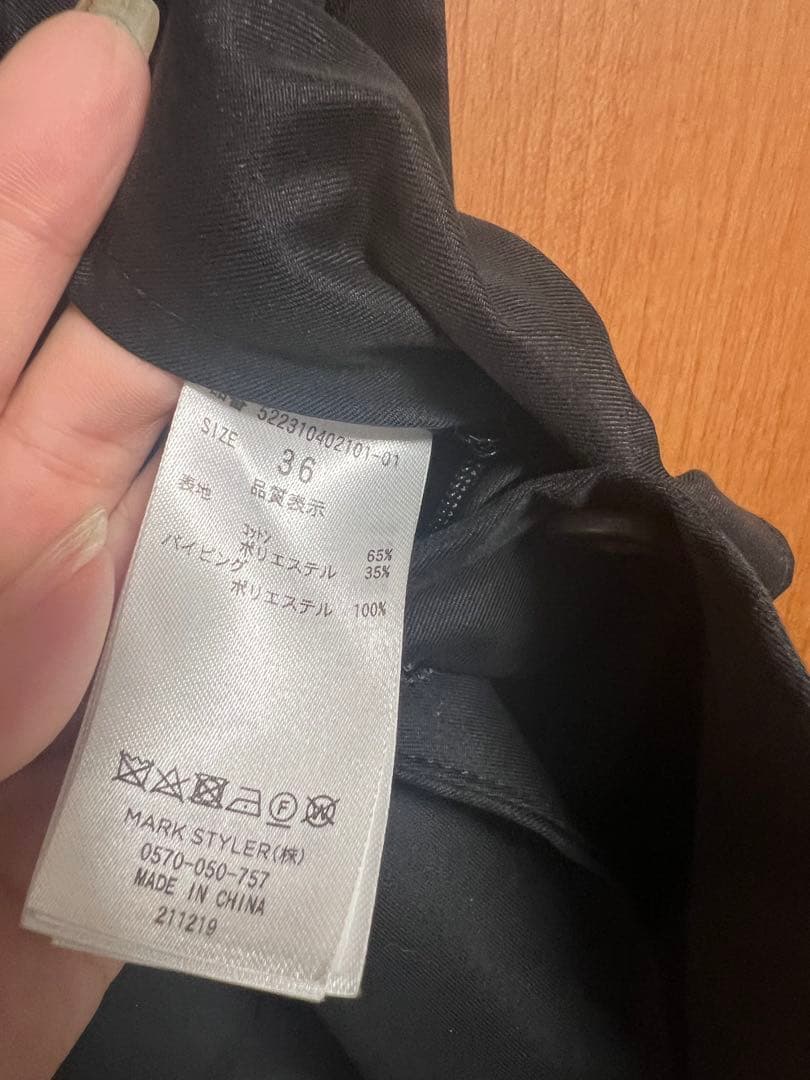 品番 522310402101-01
SIZE 36
品質表示
表地
コットン 65%
ポリエステル 35%
パイピング
ポリエステル 100%
F W
MARK STYLER(株)
0570-050-757
MADE IN CHINA
211219